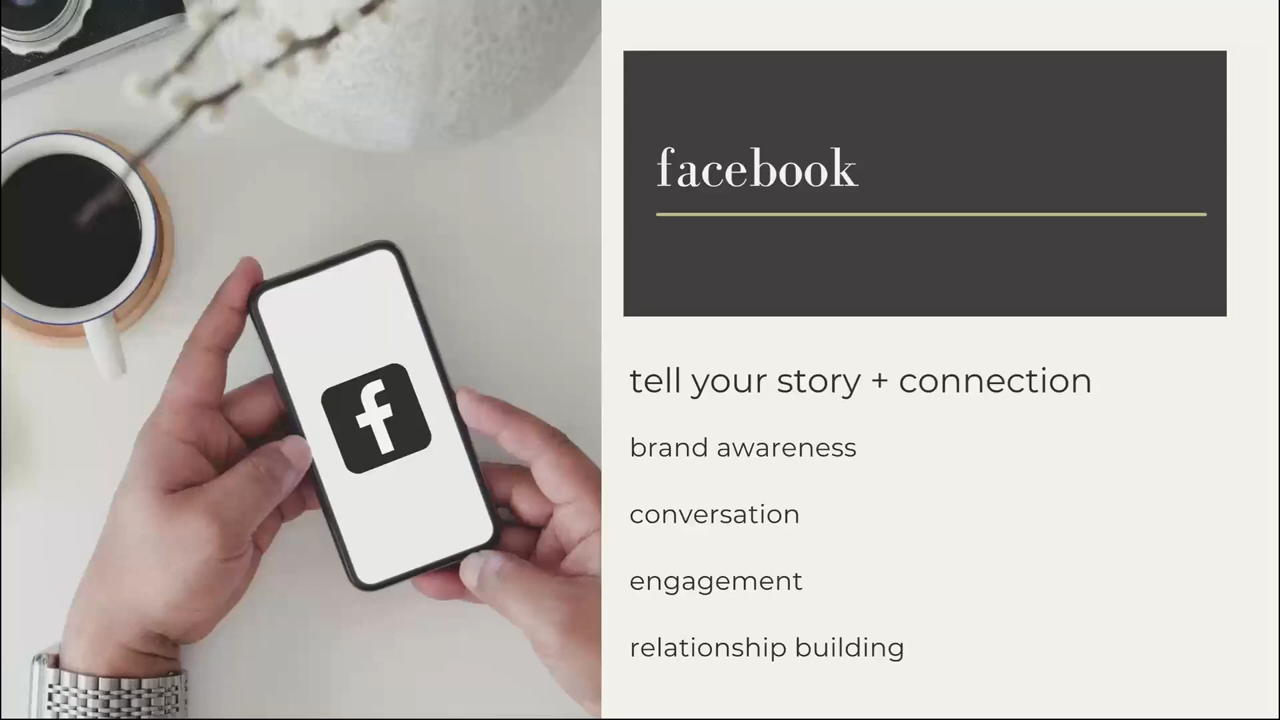 facebook
tell your story + connection
brand awareness
conversation
engagement
relationship building